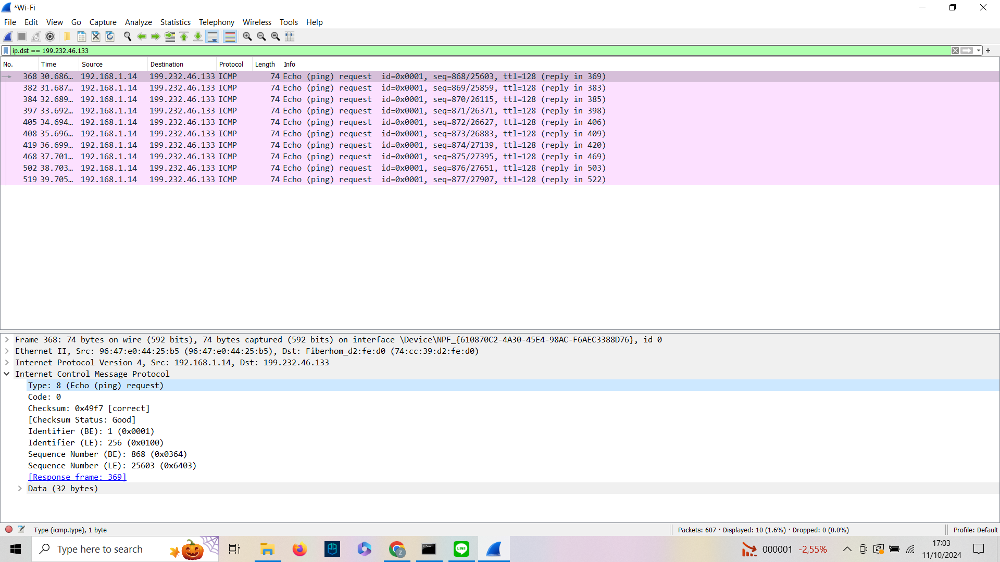 *Wi-Fi
File Edit View Go Capture Analyze Statistics Telephony Wireless Tools Help
ip.dst == 199.232.46.133
No. Time Source Destination Protocol Length Info
368 30.686… 192.168.1.14 199.232.46.133 ICMP 74 Echo (ping) request id=0x0001, seq=868/25603, ttl=128 (reply in 369)
382 31.687… 192.168.1.14 199.232.46.133 ICMP 74 Echo (ping) request id=0x0001, seq=869/25859, ttl=128 (reply in 383)
384 32.689… 192.168.1.14 199.232.46.133 ICMP 74 Echo (ping) request id=0x0001, seq=870/26115, ttl=128 (reply in 385)
397 33.692… 192.168.1.14 199.232.46.133 ICMP 74 Echo (ping) request id=0x0001, seq=871/26371, ttl=128 (reply in 398)
405 34.694… 192.168.1.14 199.232.46.133 ICMP 74 Echo (ping) request id=0x0001, seq=872/26627, ttl=128 (reply in 406)
408 35.696… 192.168.1.14 199.232.46.133 ICMP 74 Echo (ping) request id=0x0001, seq=873/26883, ttl=128 (reply in 409)
419 36.699… 192.168.1.14 199.232.46.133 ICMP 74 Echo (ping) request id=0x0001, seq=874/27139, ttl=128 (reply in 420)
468 37.701… 192.168.1.14 199.232.46.133 ICMP 74 Echo (ping) request id=0x0001, seq=875/27395, ttl=128 (reply in 469)
502 38.703… 192.168.1.14 199.232.46.133 ICMP 74 Echo (ping) request id=0x0001, seq=876/27651, ttl=128 (reply in 503)
519 39.705… 192.168.1.14 199.232.46.133 ICMP 74 Echo (ping) request id=0x0001, seq=877/27907, ttl=128 (reply in 522)
Frame 368: 74 bytes on wire (592 bits), 74 bytes captured (592 bits) on interface \Device\NPF_{610870C2-4A30-45E4-98AC-F6AEC3388D76}, id 0
Ethernet II, Src: 96:47:e0:44:25:b5 (96:47:e0:44:25:b5), Dst: Fiberhom_d2:fe:d0 (74:cc:39:d2:fe:d0)
Internet Protocol Version 4, Src: 192.168.1.14, Dst: 199.232.46.133
Internet Control Message Protocol
Type: 8 (Echo (ping) request)
Code: 0
Checksum: 0x49f7 [correct]
[Checksum Status: Good]
Identifier (BE): 1 (0x0001)
Identifier (LE): 256 (0x0100)
Sequence Number (BE): 868 (0x0364)
Sequence Number (LE): 25603 (0x6403)
[Response frame: 369]
Data (32 bytes)
Type (icmp.type), 1 byte
Packets: 607 · Displayed: 10 (1.6%) · Dropped: 0 (0.0%)
Profile: Default
Type here to search
LINE
000001 -2,55%
17:03
11/10/2024